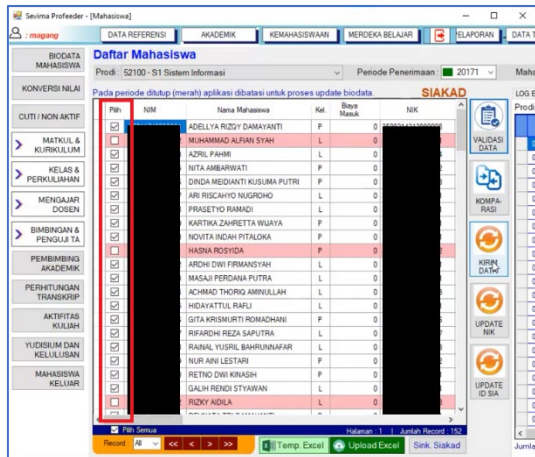 Sevima Profeeder - [Mahasiswa]
: magang
DATA REFERENSI
AKADEMIK
KEMAHASISWAAN
MERDEKA BELAJAR
PELAPORAN
DATA T
BIODATA MAHASISWA
KONVERSI NILAI
CUTI / NON AKTIF
MATKUL & KURIKULUM
KELAS & PERKULIAHAN
MENGAJAR DOSEN
BIMBINGAN & PENGUJI TA
PEMBIMBING AKADEMIK
PERHITUNGAN TRANSKRIP
AKTIFITAS KULIAH
YUDISIUM DAN KELULUSAN
MAHASISWA KELUAR
Daftar Mahasiswa
Prodi : 52100 - S1 Sistem Informasi
Periode Penerimaan : 20171
Pada periode ditutup (merah) aplikasi dibatasi untuk proses update biodata.
SIAKAD
Pilih NIM Nama Mahasiswa Kel. Biaya Masuk NIK
ADELLYA RIZQY DAMAYANTI P 0
MUHAMMAD ALFIAN SYAH L 0
AZRIL PAHMI L 0
NITA AMBARWATI P 0
DINDA MEIDIANTI KUSUMA PUTRI P 0
ARI RISCAHYO NUGROHO L 0
PRASETYO RAMADI L 0
KARTIKA ZAHRETTA WIJAYA P 0
NOVITA INDAH PITALOKA P 0
HASNA ROSYIDA P 0
ARDHI DWI FIRMANSYAH L 0
MASAJI PERDANA PUTRA L 0
ACHMAD THORIQ AMINULLAH L 0
HIDAYATTUL RAFLI L 0
GITA KRISMURTI ROMADHANI P 0
RIFARDHI REZA SAPUTRA L 0
RAINAL YUSRIL BAHRUNNAFAR L 0
NUR AINI LESTARI P 0
RETNO DWI KINASIH P 0
GALIH RENDI STYAWAN L 0
RIZKY AIDILA L 0
Pilih Semua
Halaman : 1 | Jumlah Record : 152
Record All << < > >> Temp. Excel Upload Excel Sink. Siakad
VALIDASI DATA
KOMPA-RASI
KIRIM DATA
UPDATE NIK
UPDATE ID SIA
Maha
LOG E
Prodi
Jumla